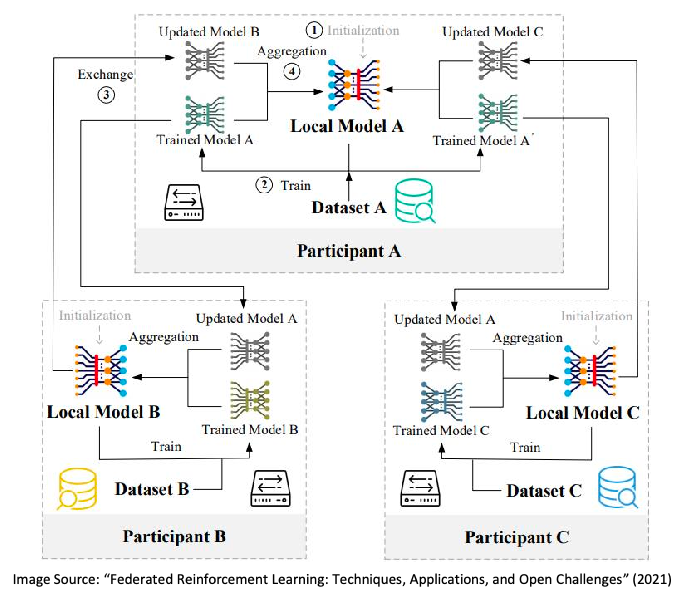 Updated Model B
① Initialization
Updated Model C
Aggregation
④
Exchange
③
Local Model A
Trained Model A
Trained Model A'
② Train
Dataset A
Participant A
Initialization
Updated Model A
Aggregation
Local Model B
Trained Model B
Train
Dataset B
Participant B
Updated Model A
Initialization
Aggregation
Local Model C
Trained Model C
Train
Dataset C
Participant C
Image Source: “Federated Reinforcement Learning: Techniques, Applications, and Open Challenges” (2021)